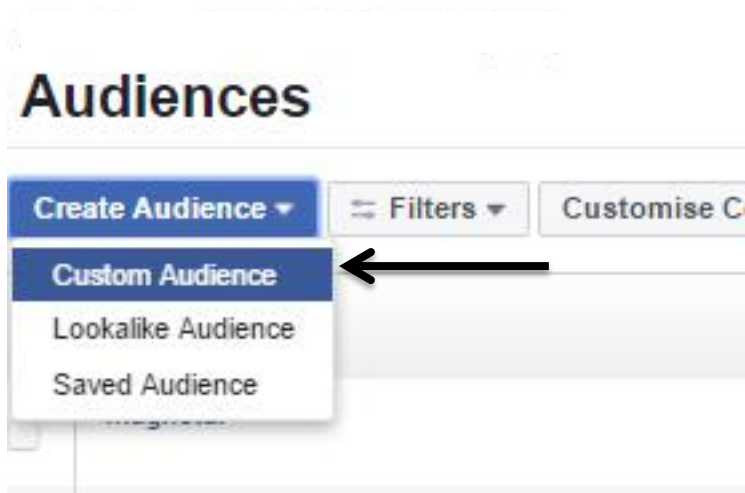 Audiences
Create Audience Filters Customise C
Custom Audience
Lookalike Audience
Saved Audience